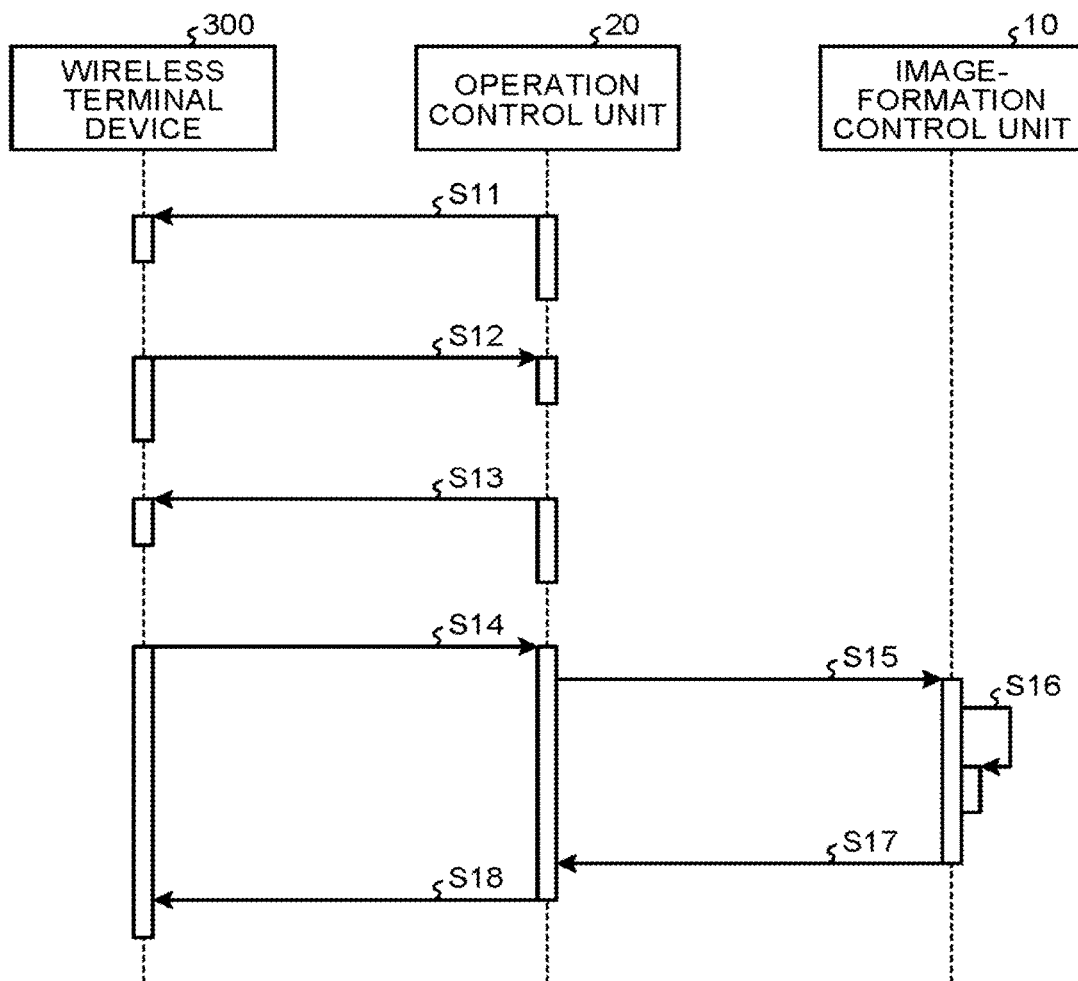 300
20
10
WIRELESS
TERMINAL
DEVICE
OPERATION
CONTROL UNIT
IMAGE-
FORMATION
CONTROL UNIT
S11
S12
S13
S14
S15
S16
S17
S18